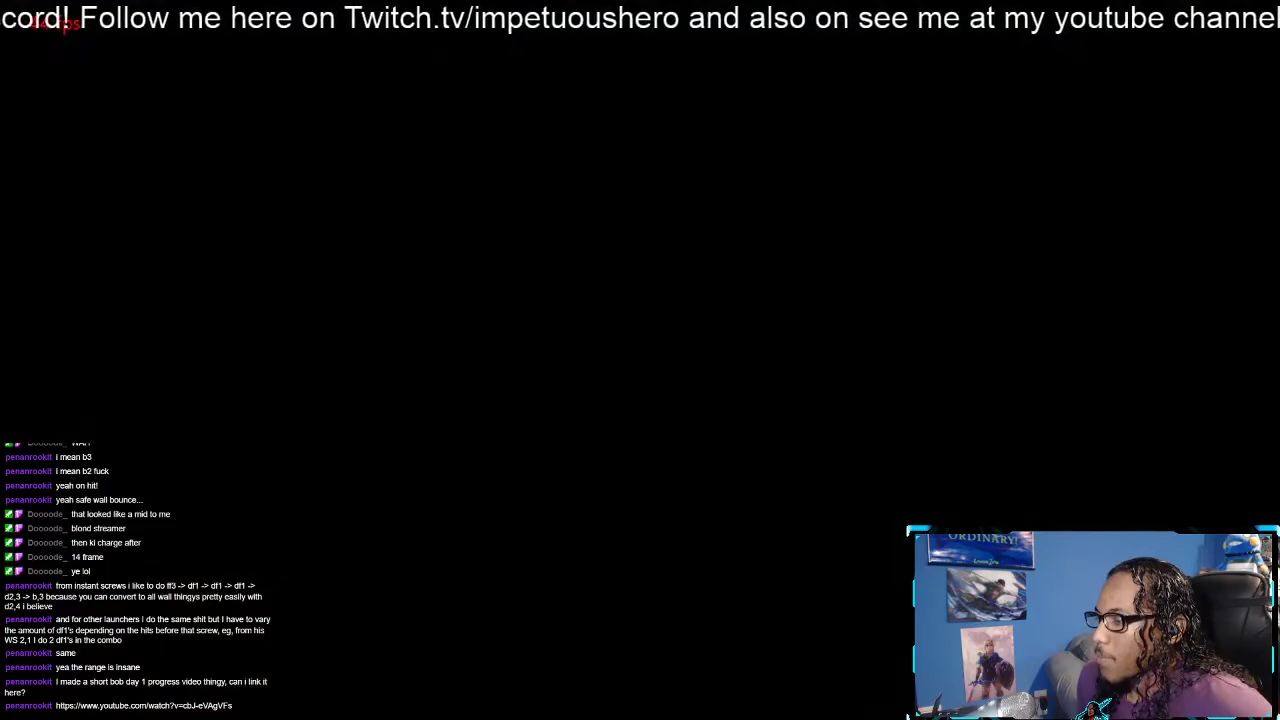 cord! Follow me here on Twitch.tv/impetuoushero and also on see me at my youtube channel
fps
Doooode_
penanrookit i mean b3
penanrookit i mean b2 fuck
penanrookit yeah on hit!
penanrookit yeah safe wall bounce...
Doooode_ that looked like a mid to me
Doooode_ blond streamer
Doooode_ then ki charge after
Doooode_ 14 frame
Doooode_ ye lol
penanrookit from instant screws i like to do ff3 -> df1 -> df1 -> df1 ->
d2,3 -> b,3 because you can convert to all wall thingys pretty easily with
d2,4 i believe
penanrookit and for other launchers I do the same shit but I have to vary
the amount of df1's depending on the hits before that screw, eg, from his
WS 2,1 I do 2 df1's in the combo
penanrookit same
penanrookit yea the range is insane
penanrookit I made a short bob day 1 progress video thingy, can i link it
here?
penanrookit https://www.youtube.com/watch?v=cbJ-eVAgVFs
ORDINARY!